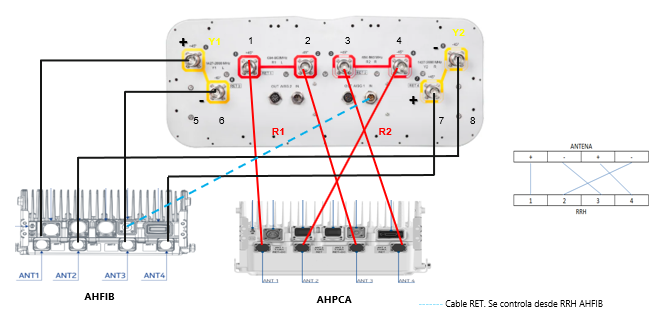 +
Y1
1
2
3
4
-
Y2
-
5
6
R1
R2
+
7
8
ANTENA
+ - + -
1 2 3 4
RRH
ANT1 ANT2 ANT3 ANT4
ANT.1 ANT.2 ANT.3 ANT.4
AHFIB
AHPCA
Cable RET. Se controla desde RRH AHFIB